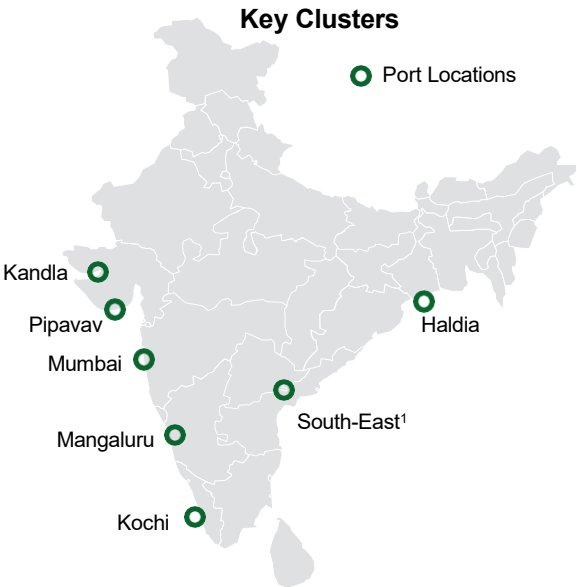 Key Clusters
Port Locations
Kandla
Pipavav
Haldia
Mumbai
South-East¹
Mangaluru
Kochi